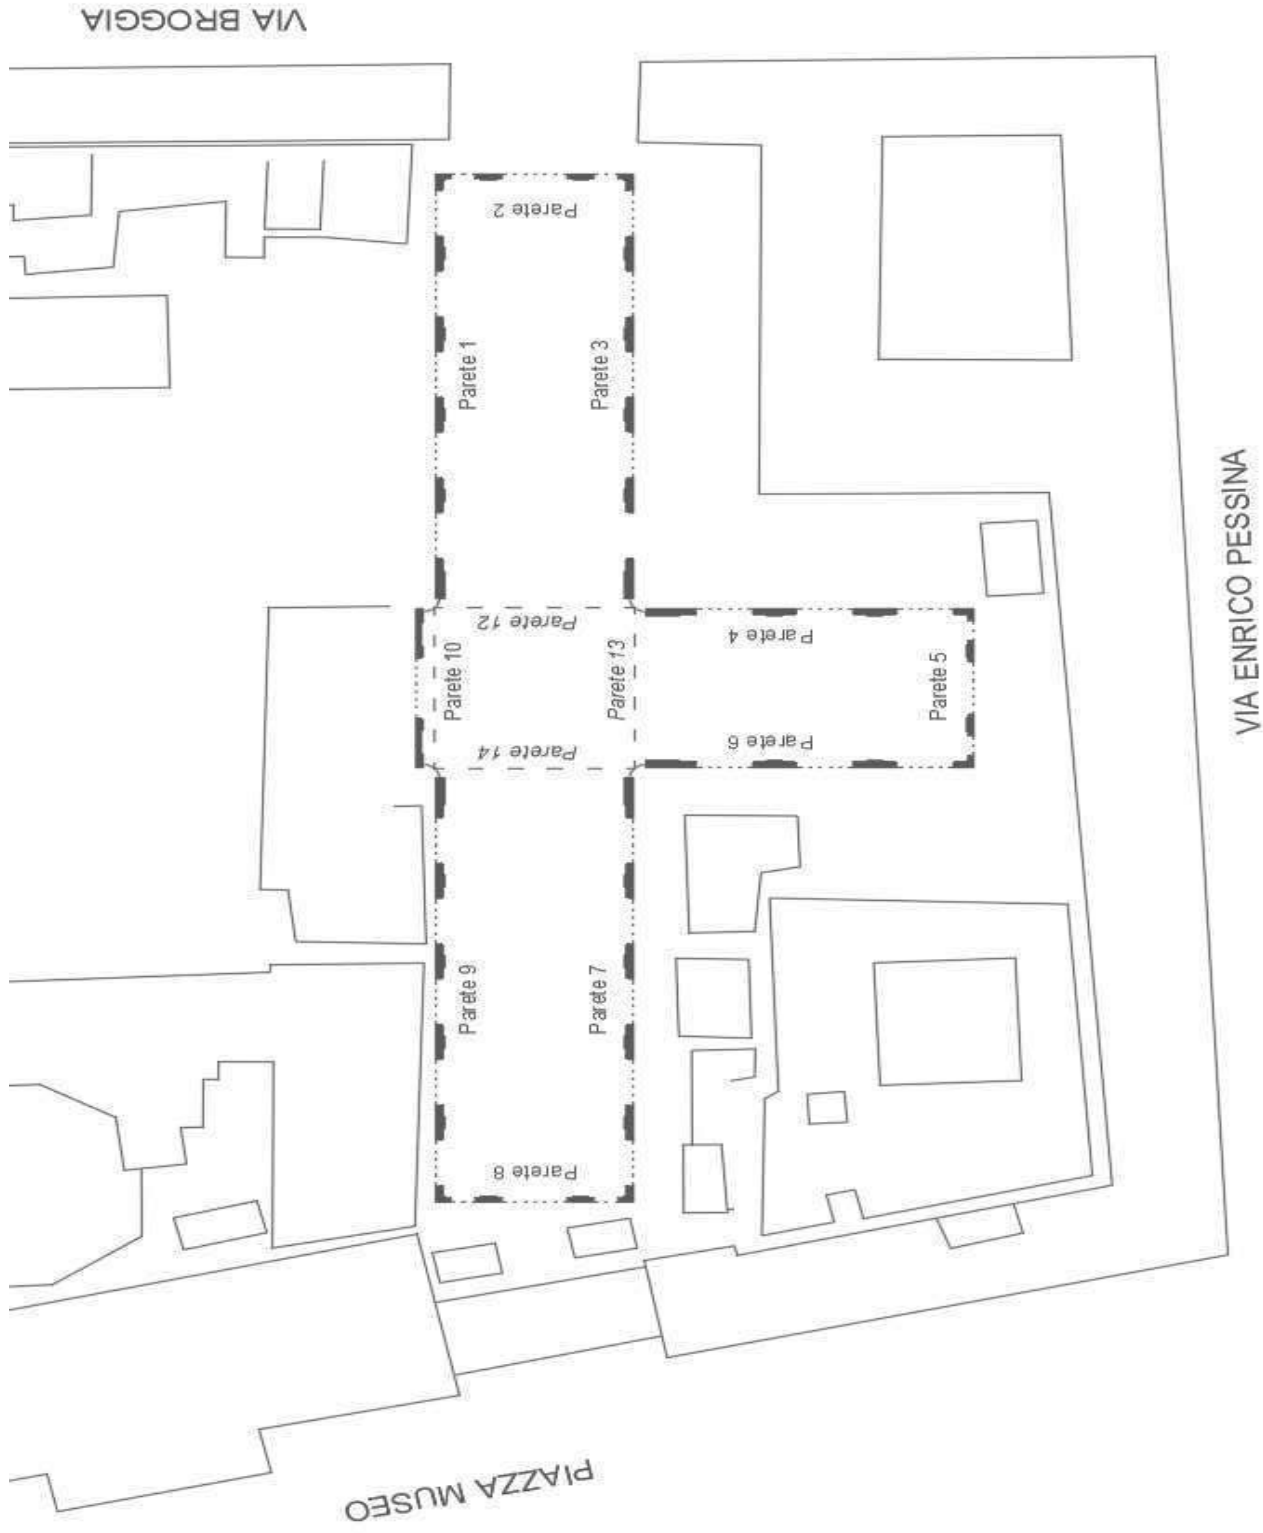 VIA BROGGIA
Parete 2
Parete 1
Parete 3
VIA ENRICO PESSINA
Parete 12
Parete 10
Parete 13
Parete 4
Parete 5
Parete 14
Parete 6
Parete 9
Parete 7
Parete 8
PIAZZA MUSEO